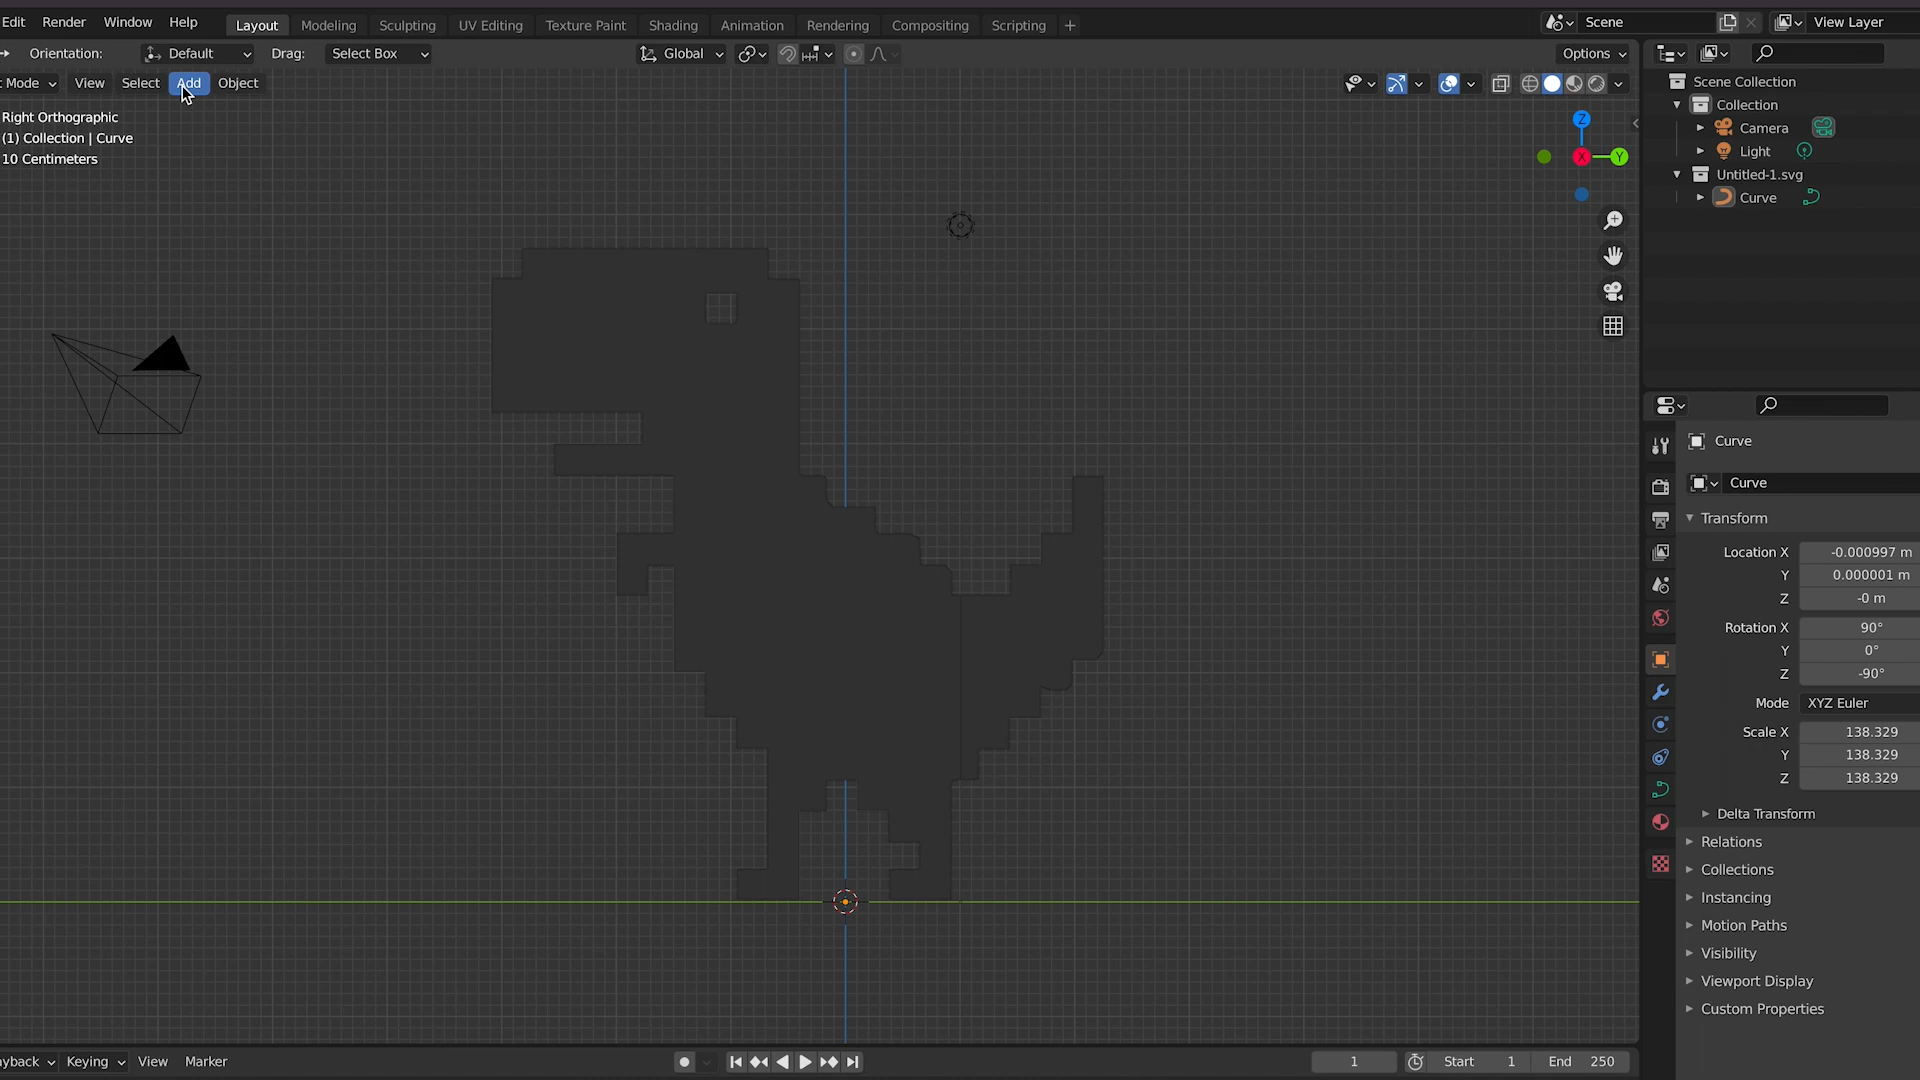 Edit Render Window Help Layout Modeling Sculpting UV Editing Texture Paint Shading Animation Rendering Compositing Scripting + Scene View Layer
Orientation: Default Drag: Select Box Global Options
Mode View Select Add Object
Right Orthographic
(1) Collection | Curve
10 Centimeters
Z
X
Y
Scene Collection
Collection
Camera
Light
Untitled-1.svg
Curve
Curve
Curve
Transform
Location X -0.000997 m
Y 0.000001 m
Z -0 m
Rotation X 90°
Y 0°
Z -90°
Mode XYZ Euler
Scale X 138.329
Y 138.329
Z 138.329
Delta Transform
Relations
Collections
Instancing
Motion Paths
Visibility
Viewport Display
Custom Properties
yback Keying View Marker 1 Start 1 End 250